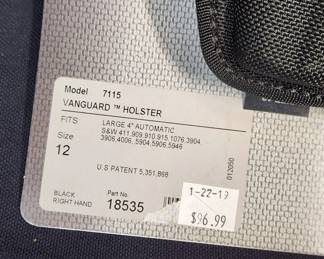 Model 7115
VANGUARD ™ HOLSTER
FITS: LARGE 4" AUTOMATIC
S&W 411,909,910,915,1076,3904
3906,4006,,5904,5906,5946
Size
12
U.S PATENT 5,351,868
012050
BLACK
RIGHT HAND
Part No.
18535
1-22-19
$96.99